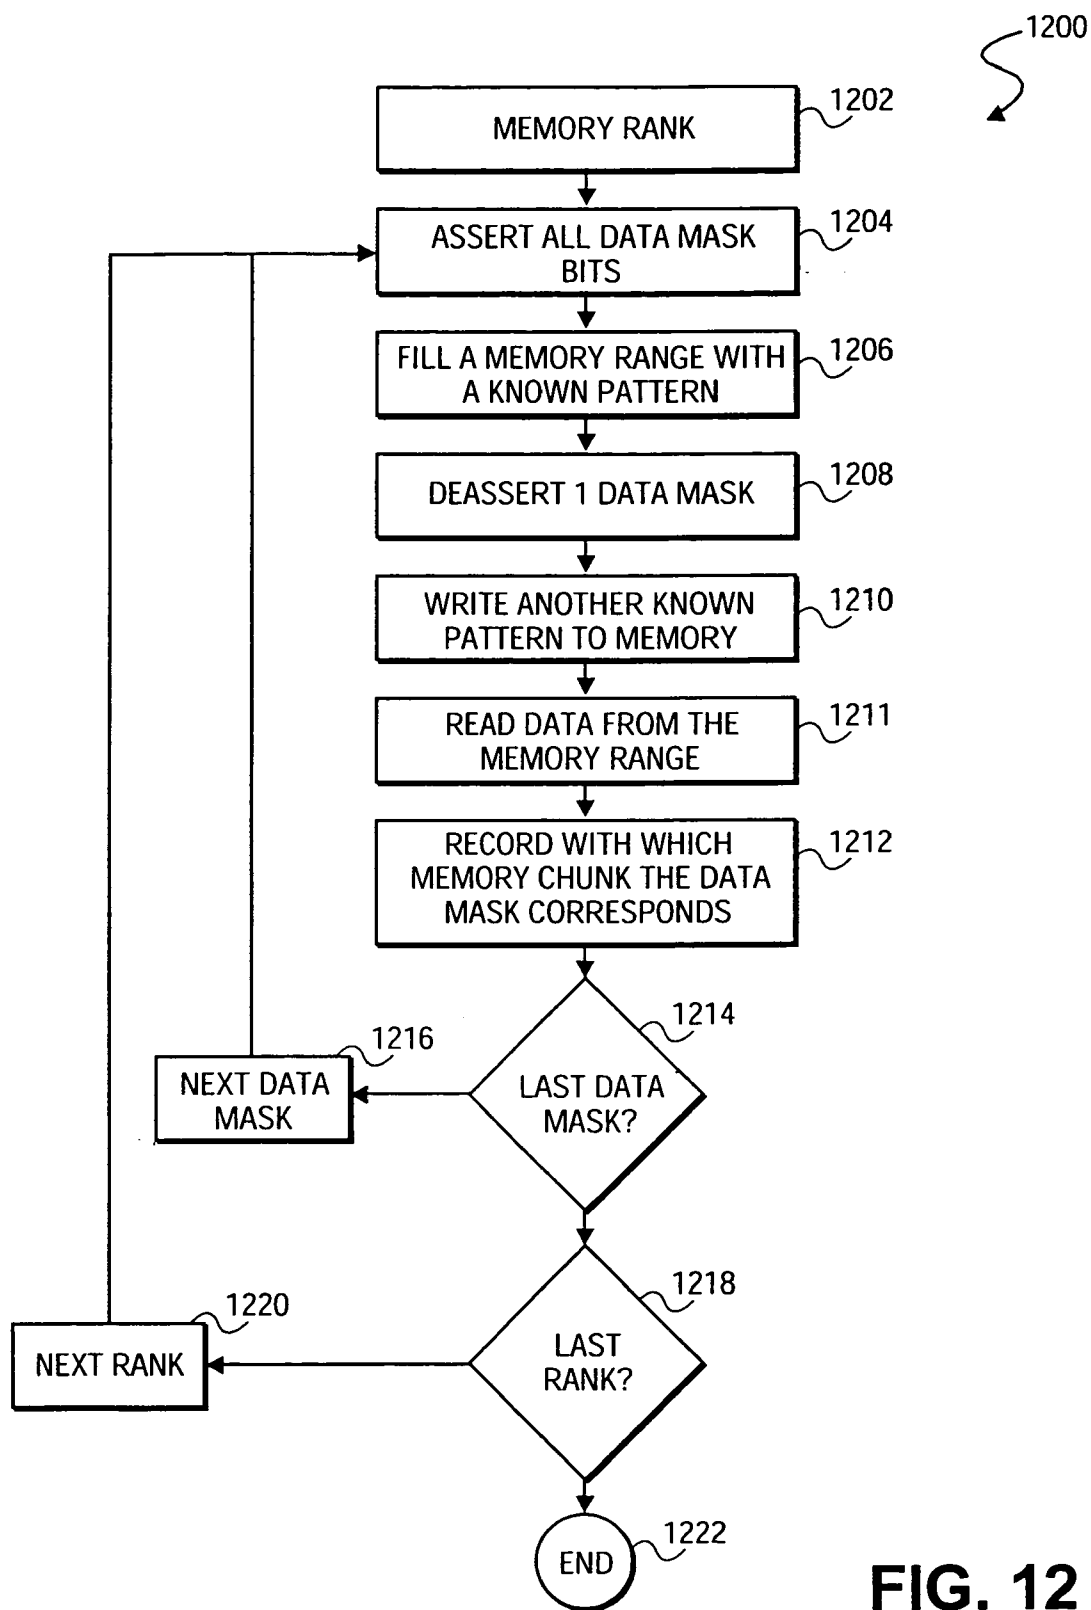 1200
MEMORY RANK
1202
ASSERT ALL DATA MASK
BITS
1204
FILL A MEMORY RANGE WITH
A KNOWN PATTERN
1206
DEASSERT 1 DATA MASK
1208
WRITE ANOTHER KNOWN
PATTERN TO MEMORY
1210
READ DATA FROM THE
MEMORY RANGE
1211
RECORD WITH WHICH
MEMORY CHUNK THE DATA
MASK CORRESPONDS
1212
LAST DATA
MASK?
1214
NEXT DATA
MASK
1216
LAST
RANK?
1218
NEXT RANK
1220
END
1222
FIG. 12